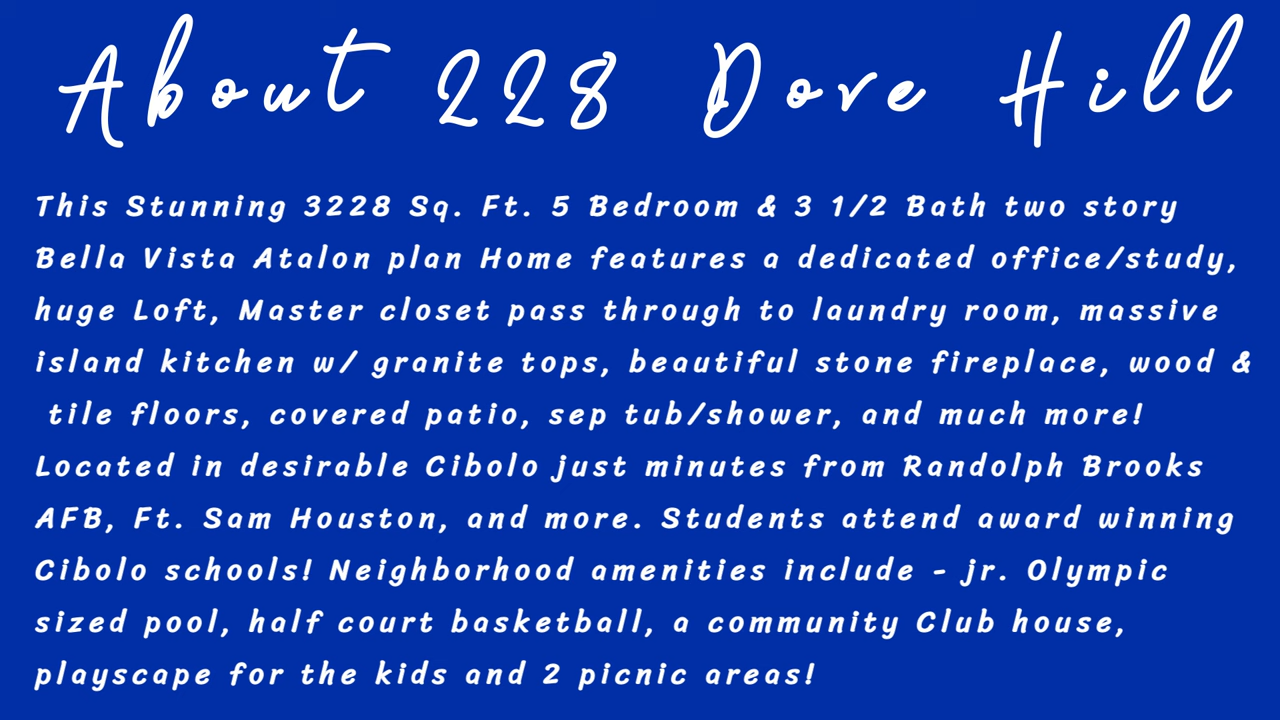 About 228 Dove Hill
This Stunning 3228 Sq. Ft. 5 Bedroom & 3 1/2 Bath two story
Bella Vista Atalon plan Home features a dedicated office/study,
huge Loft, Master closet pass through to laundry room, massive
island kitchen w/ granite tops, beautiful stone fireplace, wood &
tile floors, covered patio, sep tub/shower, and much more!
Located in desirable Cibolo just minutes from Randolph Brooks
AFB, Ft. Sam Houston, and more. Students attend award winning
Cibolo schools! Neighborhood amenities include - jr. Olympic
sized pool, half court basketball, a community Club house,
playscape for the kids and 2 picnic areas!